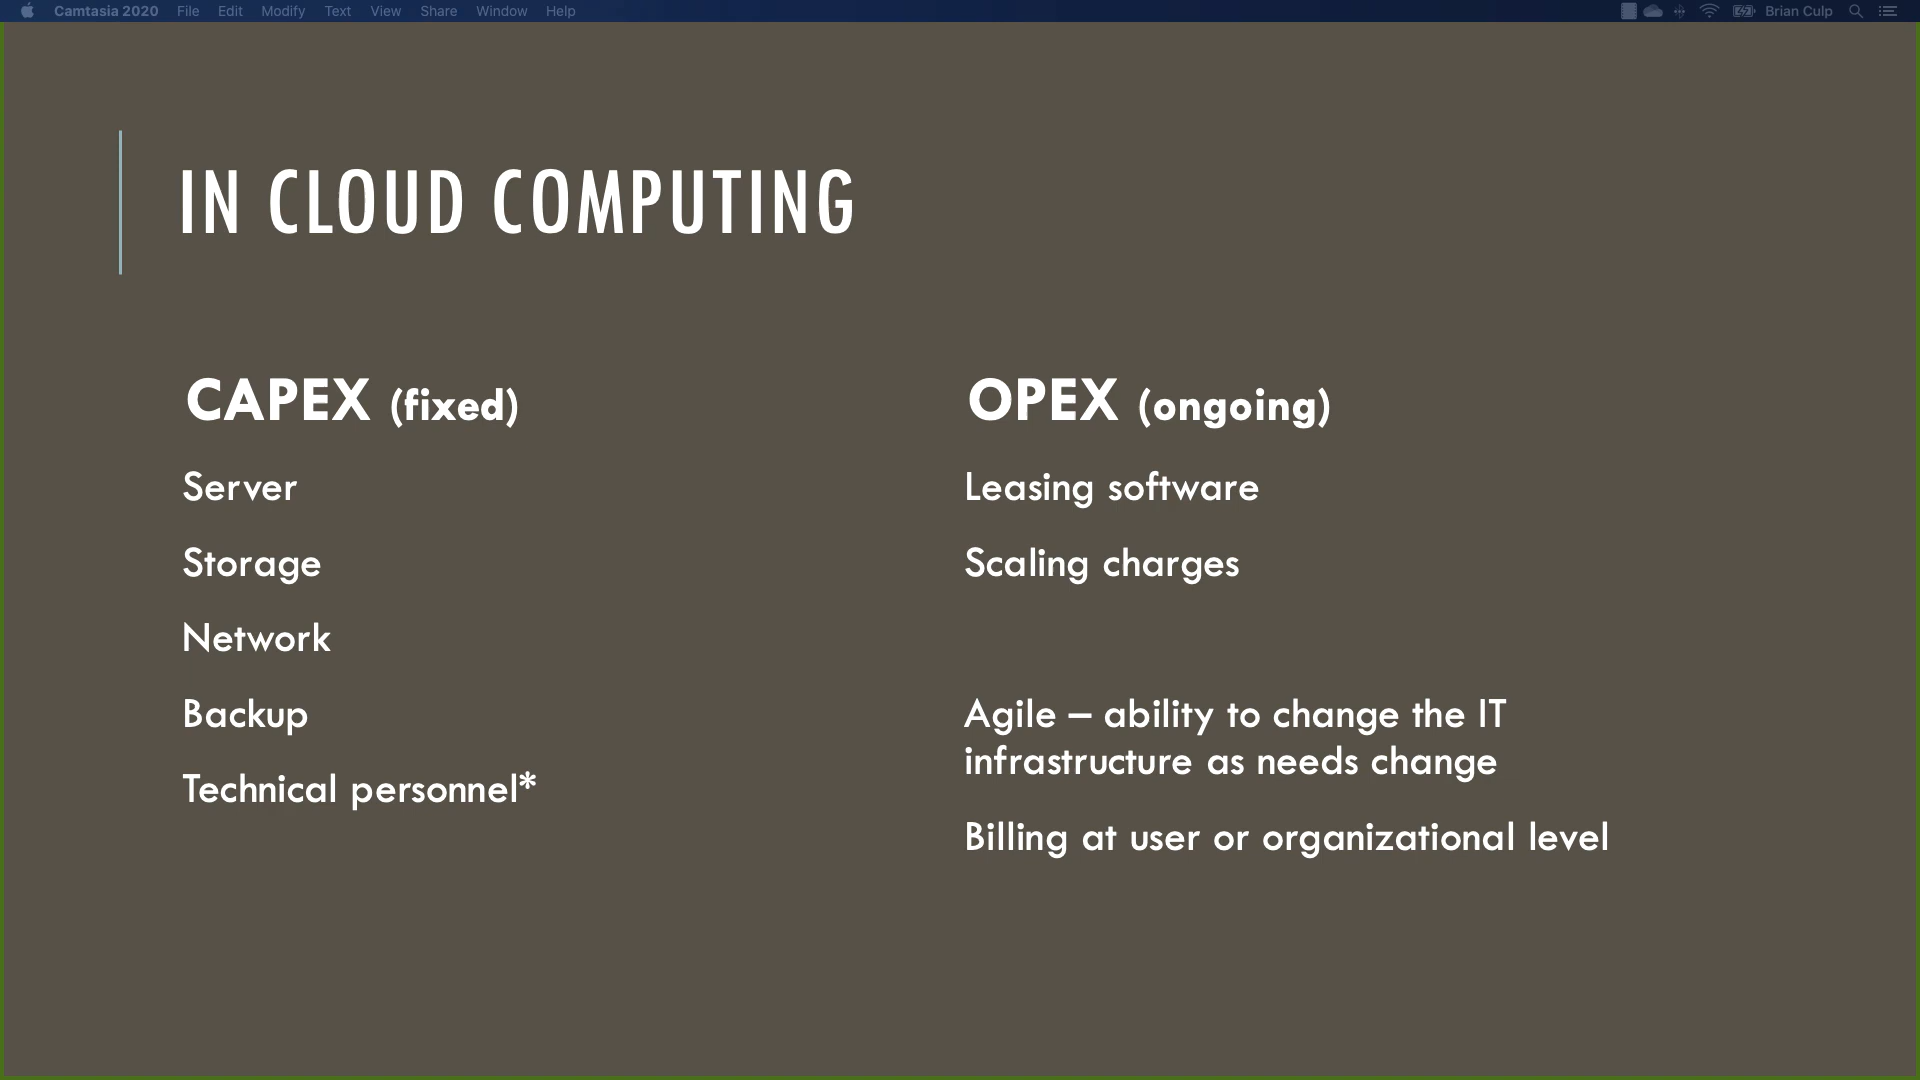 Camtasia 2020 File Edit Modify Text View Share Window Help Brian Culp
IN CLOUD COMPUTING
CAPEX (fixed)
Server
Storage
Network
Backup
Technical personnel*
OPEX (ongoing)
Leasing software
Scaling charges
Agile – ability to change the IT
infrastructure as needs change
Billing at user or organizational level